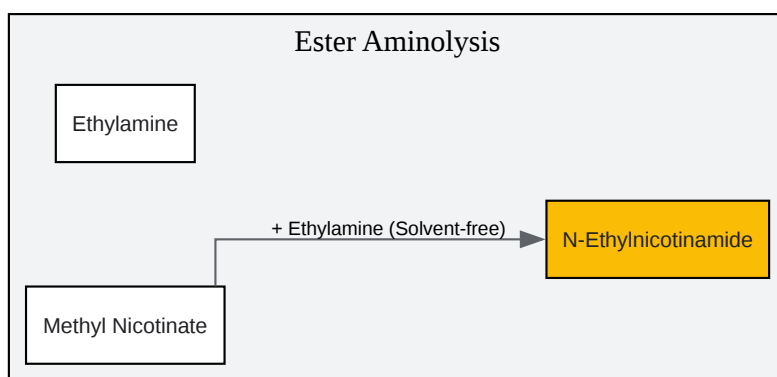 Ester Aminolysis
Ethylamine
+ Ethylamine (Solvent-free)
N-Ethylnicotinamide
Methyl Nicotinate